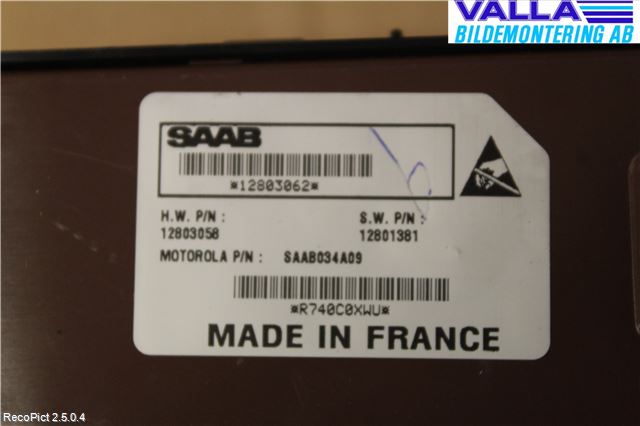 VALLA
BILDEMONTERING AB
SAAB
*12803062*
H.W. P/N :
12803058
S.W. P/N :
12801381
MOTOROLA P/N : SAAB034A09
*R740C0XWU*
MADE IN FRANCE
RecoPict 2.5.0.4